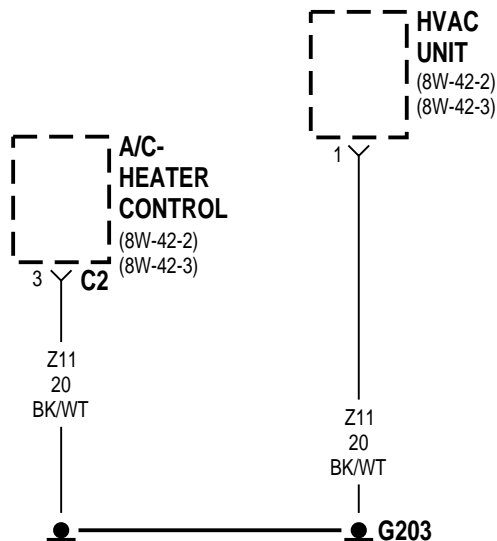 HVAC
UNIT
(8W-42-2)
(8W-42-3)
1
A/C-
HEATER
CONTROL
(8W-42-2)
(8W-42-3)
3 C2
Z11
20
BK/WT
Z11
20
BK/WT
G203